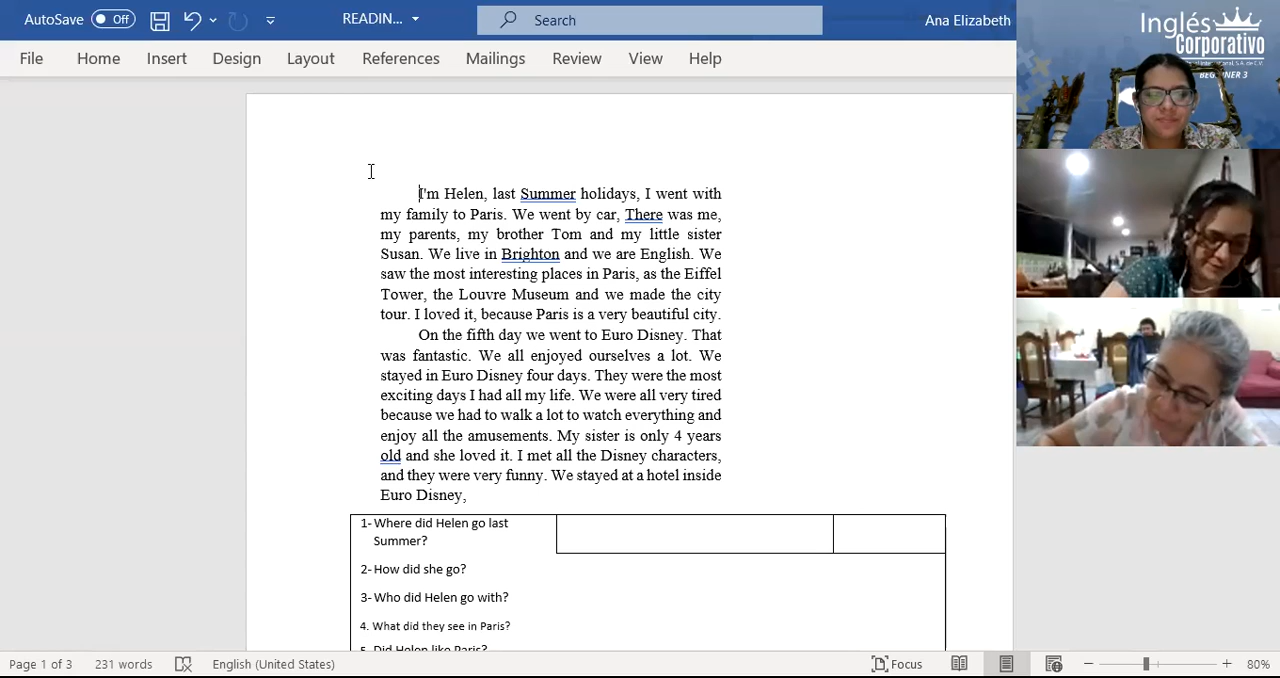 AutoSave Off READIN... Search Ana Elizabeth
File Home Insert Design Layout References Mailings Review View Help
Inglés
Corporativo
BEGINNER 3
I'm Helen, last Summer holidays, I went with
my family to Paris. We went by car, There was me,
my parents, my brother Tom and my little sister
Susan. We live in Brighton and we are English. We
saw the most interesting places in Paris, as the Eiffel
Tower, the Louvre Museum and we made the city
tour. I loved it, because Paris is a very beautiful city.
On the fifth day we went to Euro Disney. That
was fantastic. We all enjoyed ourselves a lot. We
stayed in Euro Disney four days. They were the most
exciting days I had all my life. We were all very tired
because we had to walk a lot to watch everything and
enjoy all the amusements. My sister is only 4 years
old and she loved it. I met all the Disney characters,
and they were very funny. We stayed at a hotel inside
Euro Disney,
1- Where did Helen go last
Summer?
2- How did she go?
3- Who did Helen go with?
4. What did they see in Paris?
5. Did Helen like Paris?
Page 1 of 3 231 words English (United States) Focus 80%